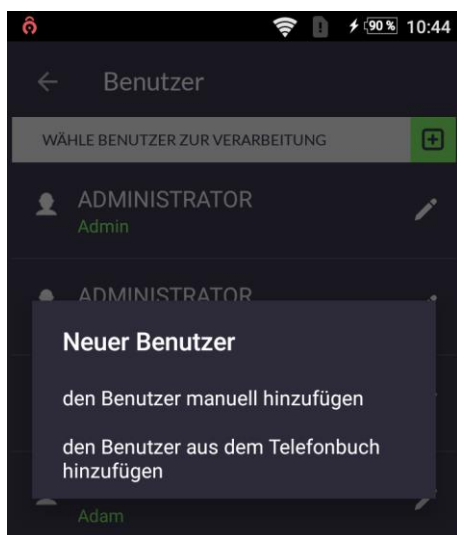 90 % 10:44
Benutzer
WÄHLE BENUTZER ZUR VERARBEITUNG
ADMINISTRATOR
Admin
ADMINISTRATOR
Neuer Benutzer
den Benutzer manuell hinzufügen
den Benutzer aus dem Telefonbuch
hinzufügen
Adam